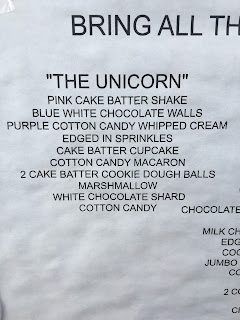 BRING ALL TH
"THE UNICORN"
PINK CAKE BATTER SHAKE
BLUE WHITE CHOCOLATE WALLS
PURPLE COTTON CANDY WHIPPED CREAM
EDGED IN SPRINKLES
CAKE BATTER CUPCAKE
COTTON CANDY MACARON
2 CAKE BATTER COOKIE DOUGH BALLS
MARSHMALLOW
WHITE CHOCOLATE SHARD
COTTON CANDY
CHOCOLATE
MILK CH
EDG
COO
JUMBO
CO
2 CO